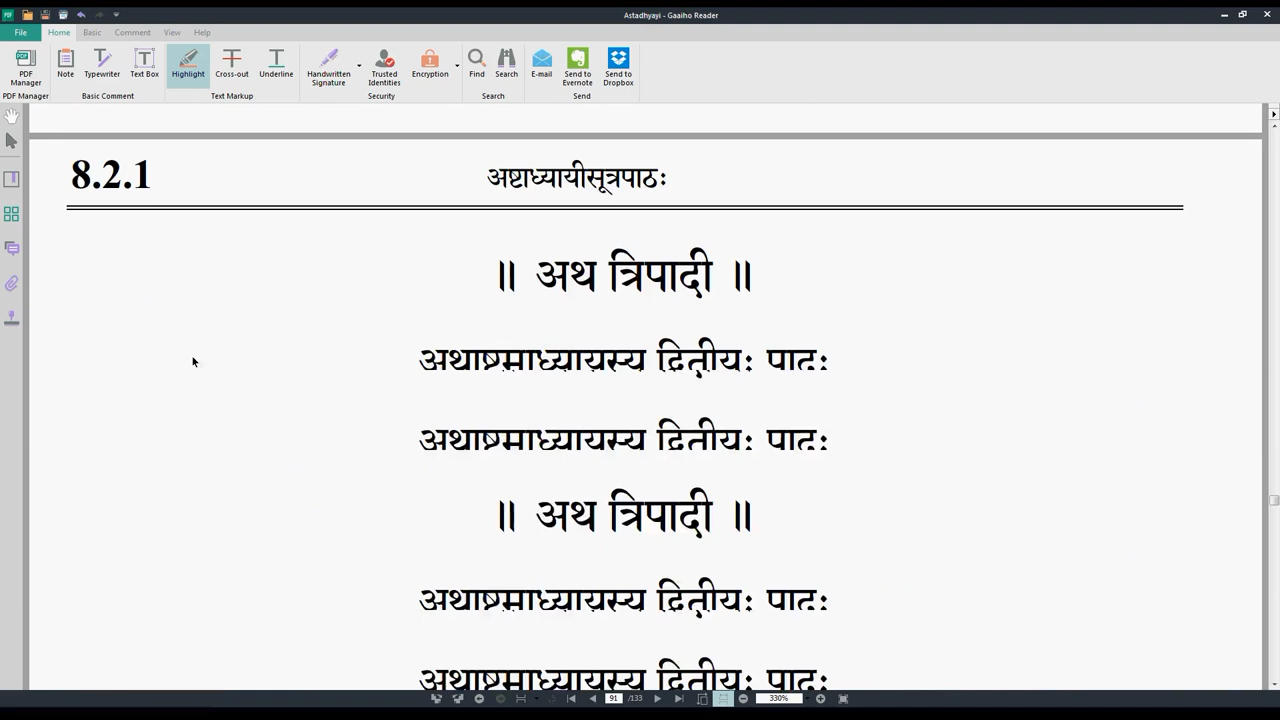 Astadhyayi - Gaaiho Reader
File Home Basic Comment View Help
PDF Manager Note Typewriter Text Box Highlight Cross-out Underline Handwritten Signature Trusted Identities Encryption Find Search E-mail Send to Evernote Send to Dropbox
PDF Manager Basic Comment Text Markup Security Search Send
8.2.1 अष्टाध्यायीसूत्रपाठः
॥ अथ त्रिपादी ॥
अथाष्टमाध्यायस्य द्वितीयः पादः
अथाष्टमाध्यायस्य द्वितीयः पादः
॥ अथ त्रिपादी ॥
अथाष्टमाध्यायस्य द्वितीयः पादः
अथाष्टमाध्यायस्य द्वितीयः पादः
91 /133 330%